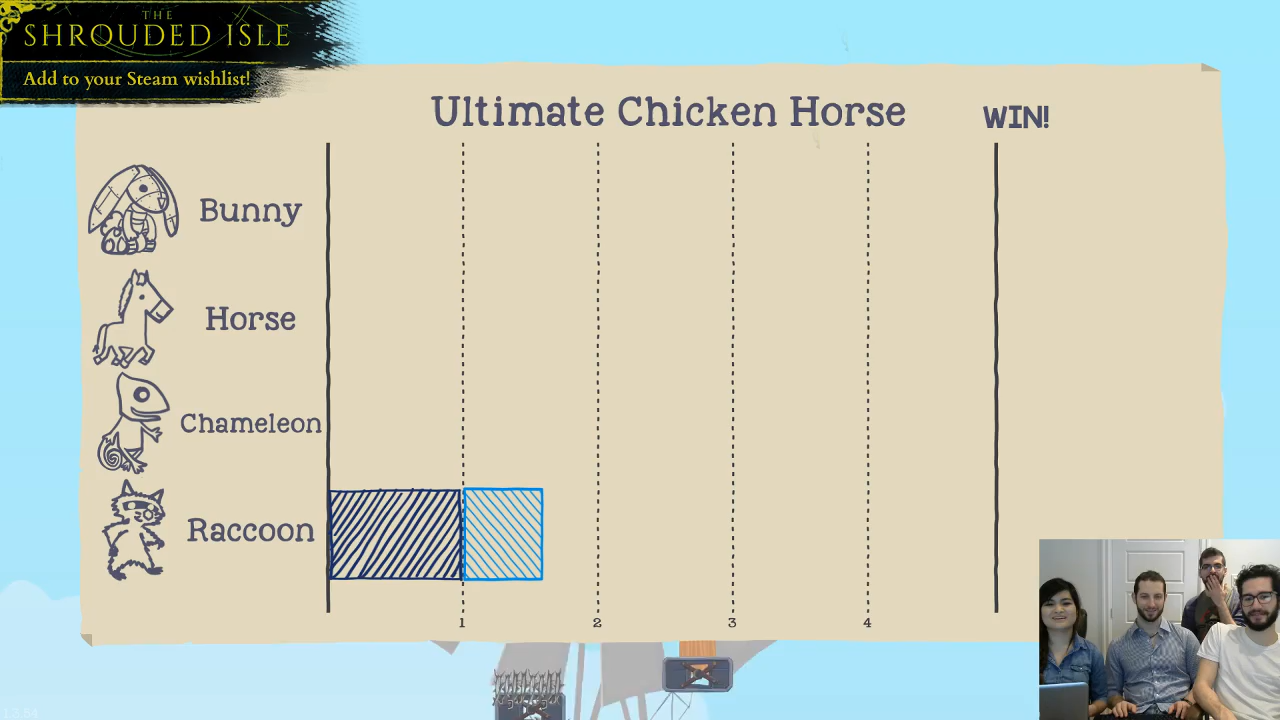 THE
SHROUDED ISLE
Add to your Steam wishlist!
Ultimate Chicken Horse
WIN!
Bunny
Horse
Chameleon
Raccoon
1 2 3 4